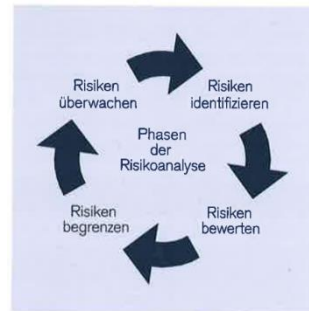 Risiken
überwachen
Risiken
identifizieren
Phasen
der
Risikoanalyse
Risiken
begrenzen
Risiken
bewerten